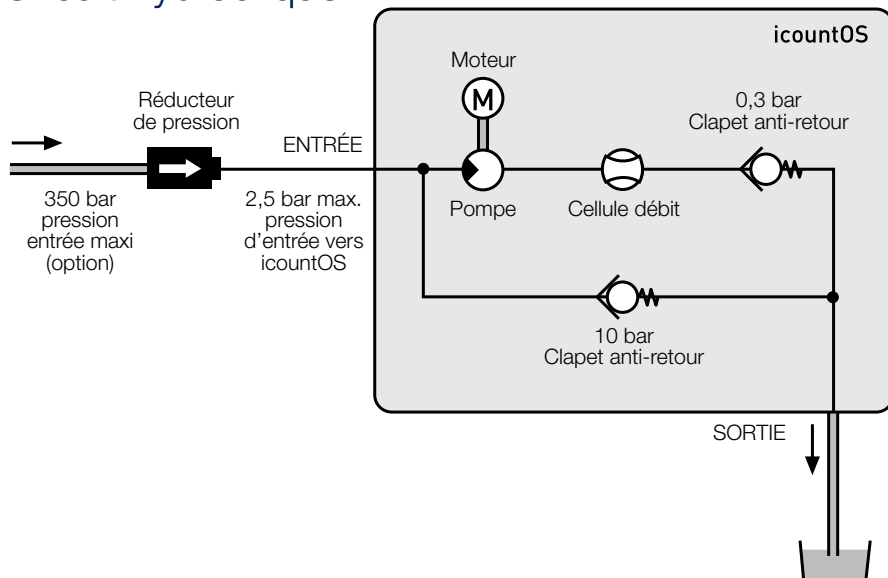 icountOS
Moteur
M
Réducteur
de pression
ENTRÉE
0,3 bar
Clapet anti-retour
350 bar
pression
entrée maxi
(option)
2,5 bar max.
pression
d'entrée vers
icountOS
Pompe
Cellule débit
10 bar
Clapet anti-retour
SORTIE